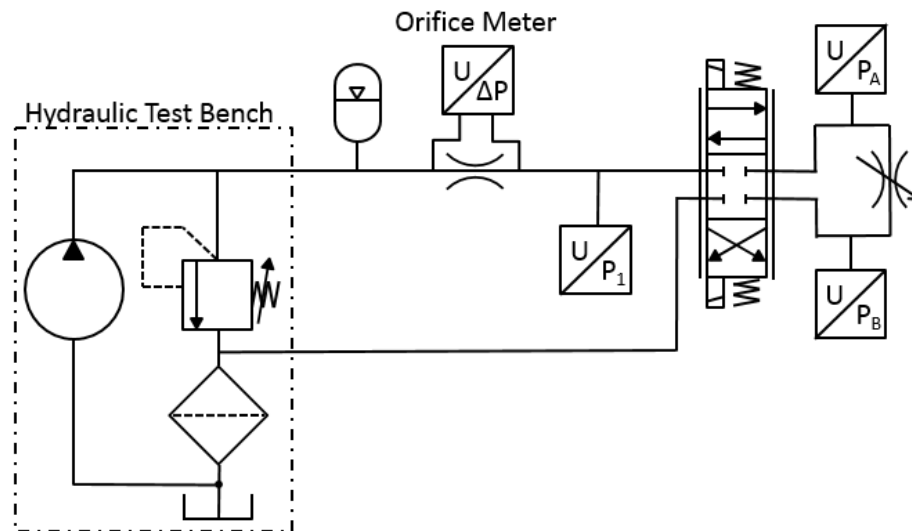 Orifice Meter
U
ΔP
U
P_A
Hydraulic Test Bench
U
P_1
U
P_B